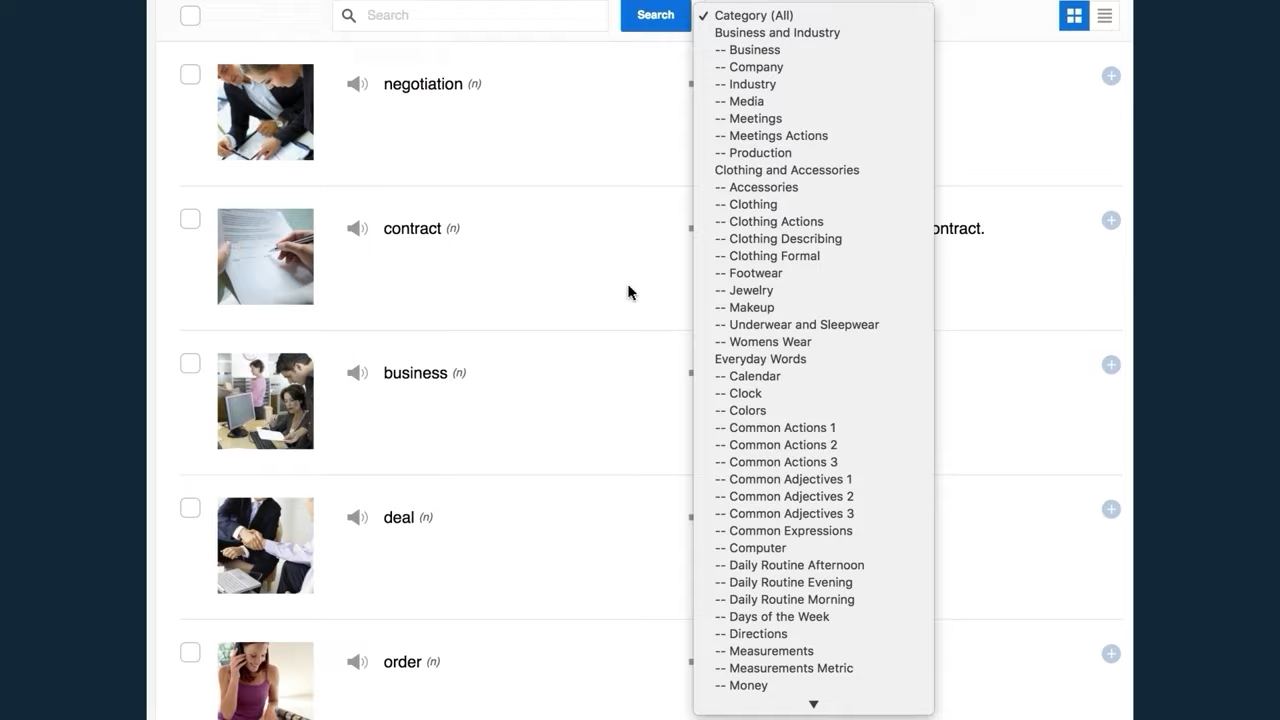 Search
Search
✓ Category (All)
Business and Industry
-- Business
-- Company
-- Industry
-- Media
-- Meetings
-- Meetings Actions
-- Production
Clothing and Accessories
-- Accessories
-- Clothing
-- Clothing Actions
-- Clothing Describing
-- Clothing Formal
-- Footwear
-- Jewelry
-- Makeup
-- Underwear and Sleepwear
-- Womens Wear
Everyday Words
-- Calendar
-- Clock
-- Colors
-- Common Actions 1
-- Common Actions 2
-- Common Actions 3
-- Common Adjectives 1
-- Common Adjectives 2
-- Common Adjectives 3
-- Common Expressions
-- Computer
-- Daily Routine Afternoon
-- Daily Routine Evening
-- Daily Routine Morning
-- Days of the Week
-- Directions
-- Measurements
-- Measurements Metric
-- Money
negotiation (n)
contract (n)
ontract.
business (n)
deal (n)
order (n)